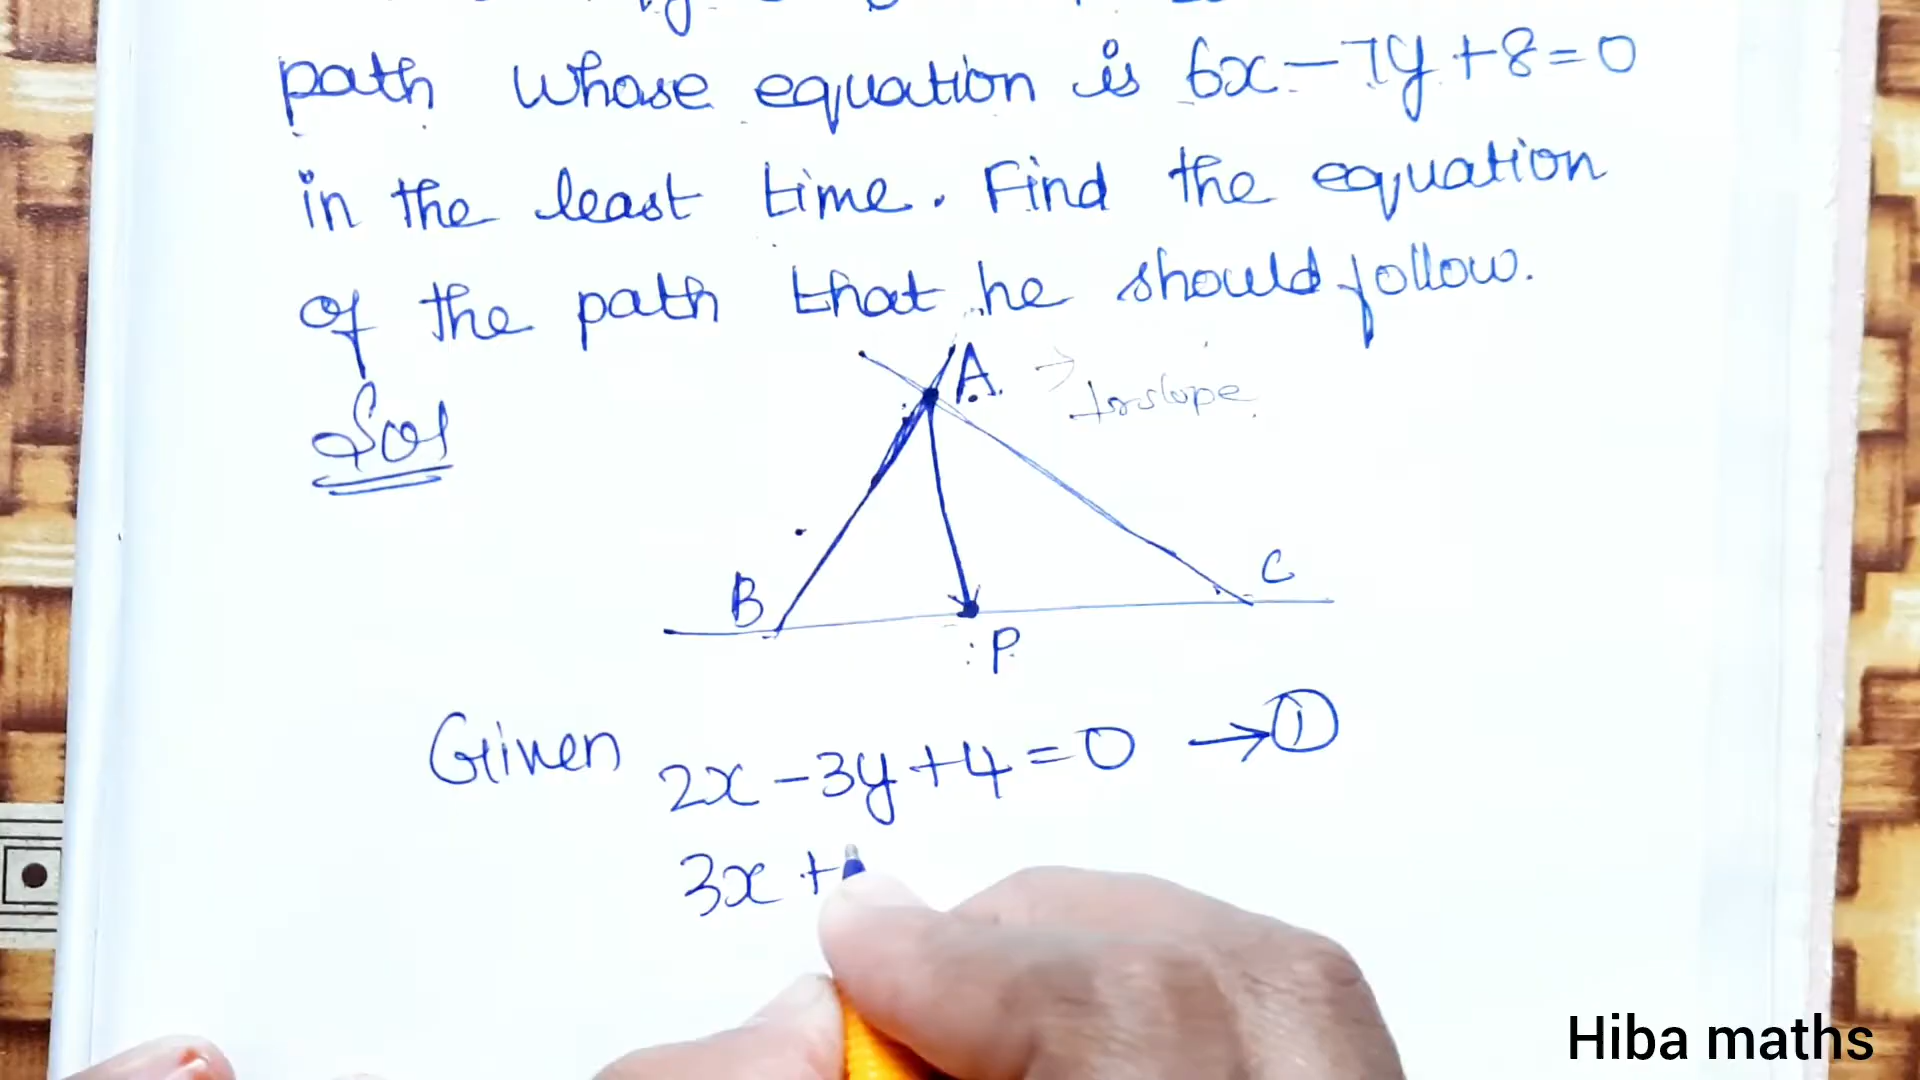 path whose equation is 6x-7y+8=0
in the least time. Find the equation
of the path that he should follow.
A
Sol
B
C
P
Given 2x-3y+4=0 → ①
3x+
Hiba maths